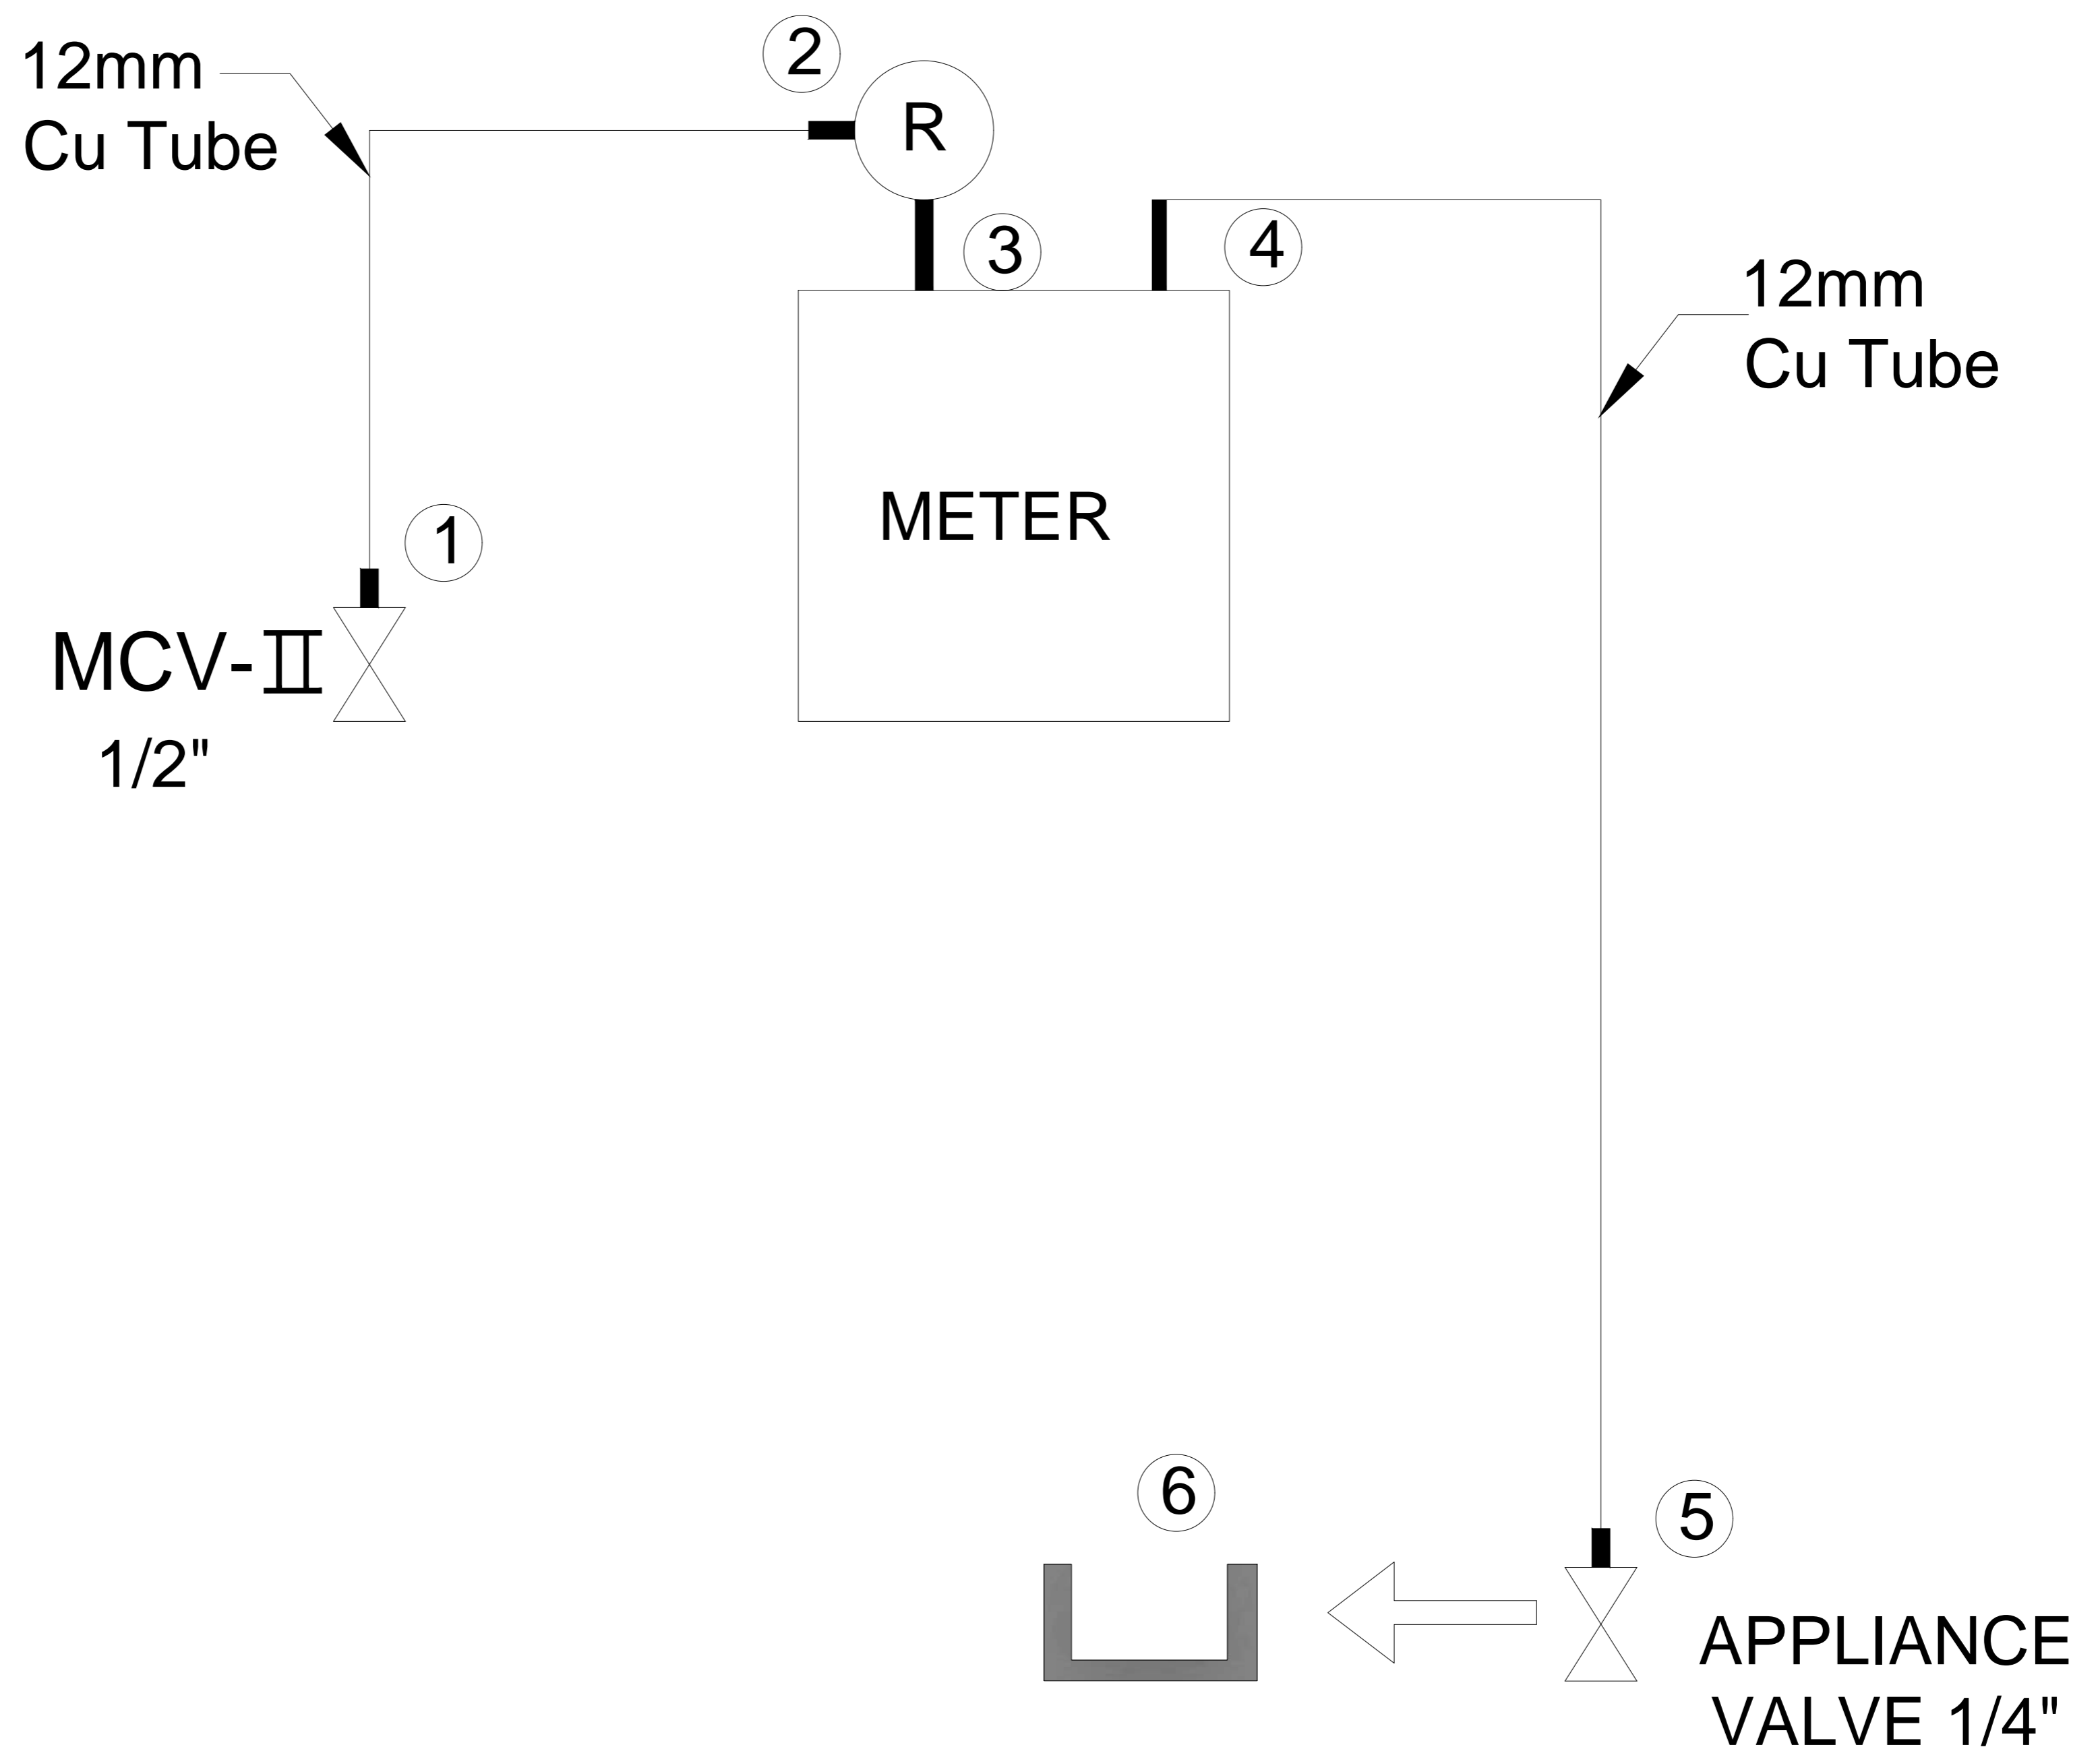 12mm
Cu Tube
2
R
3
4
12mm
Cu Tube
METER
1
MCV-Ⅱ
1/2"
6
5
APPLIANCE
VALVE 1/4"